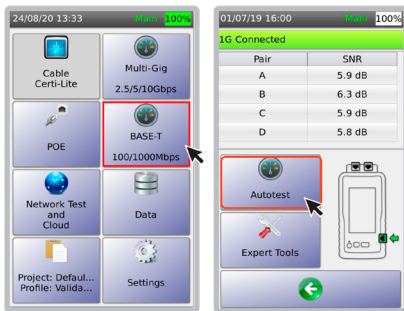 24/08/20 13:33 Main 100%
Cable
Certi-Lite
Multi-Gig
2.5/5/10Gbps
POE
BASE-T
100/1000Mbps
Network Test
and
Cloud
Data
Project: Defaul...
Profile: Valida...
Settings
01/07/19 16:00 Main 100%
1G Connected
Pair SNR
A 5.9 dB
B 6.3 dB
C 5.9 dB
D 5.8 dB
Autotest
Expert Tools